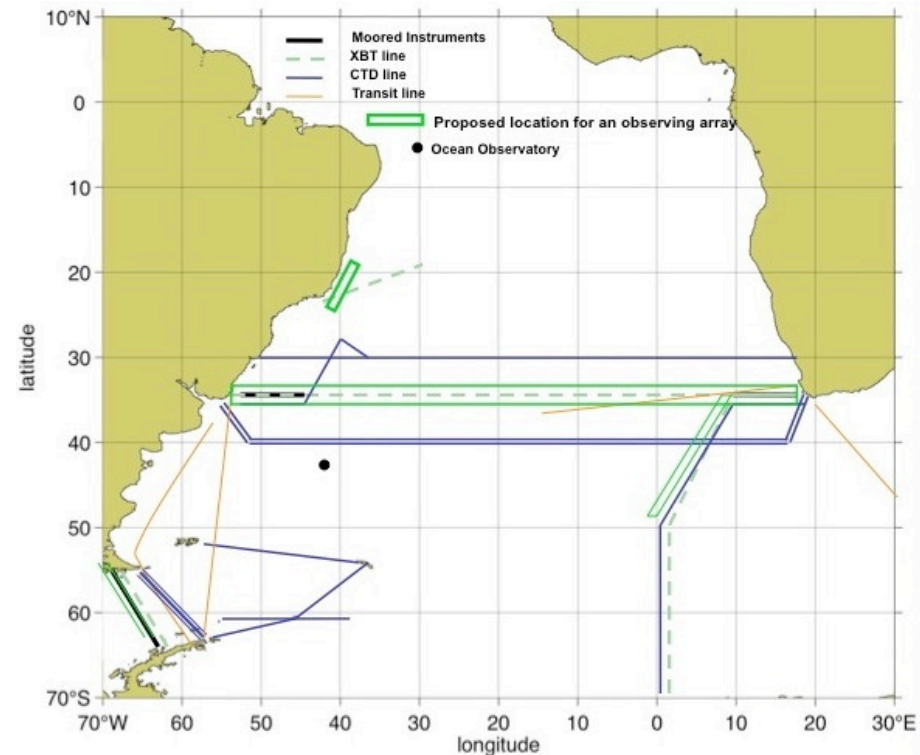 10°N
Moored Instruments
XBT line
CTD line
Transit line
Proposed location for an observing array
Ocean Observatory
0
10
20
30
40
50
60
70°S
latitude
70°W 60 50 40 30 20 10 0 10 20 30°E
longitude